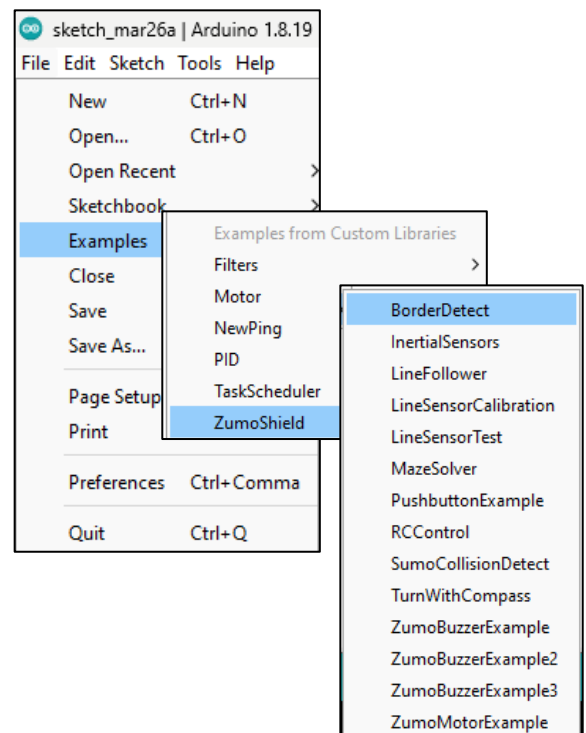 sketch_mar26a | Arduino 1.8.19
File Edit Sketch Tools Help
New Ctrl+N
Open... Ctrl+O
Open Recent >
Sketchbook >
Examples
Close
Save
Save As...
Page Setup
Print
Preferences Ctrl+Comma
Quit Ctrl+Q
Examples from Custom Libraries
Filters >
Motor
NewPing
PID
TaskScheduler
ZumoShield
BorderDetect
InertialSensors
LineFollower
LineSensorCalibration
LineSensorTest
MazeSolver
PushbuttonExample
RCControl
SumoCollisionDetect
TurnWithCompass
ZumoBuzzerExample
ZumoBuzzerExample2
ZumoBuzzerExample3
ZumoMotorExample